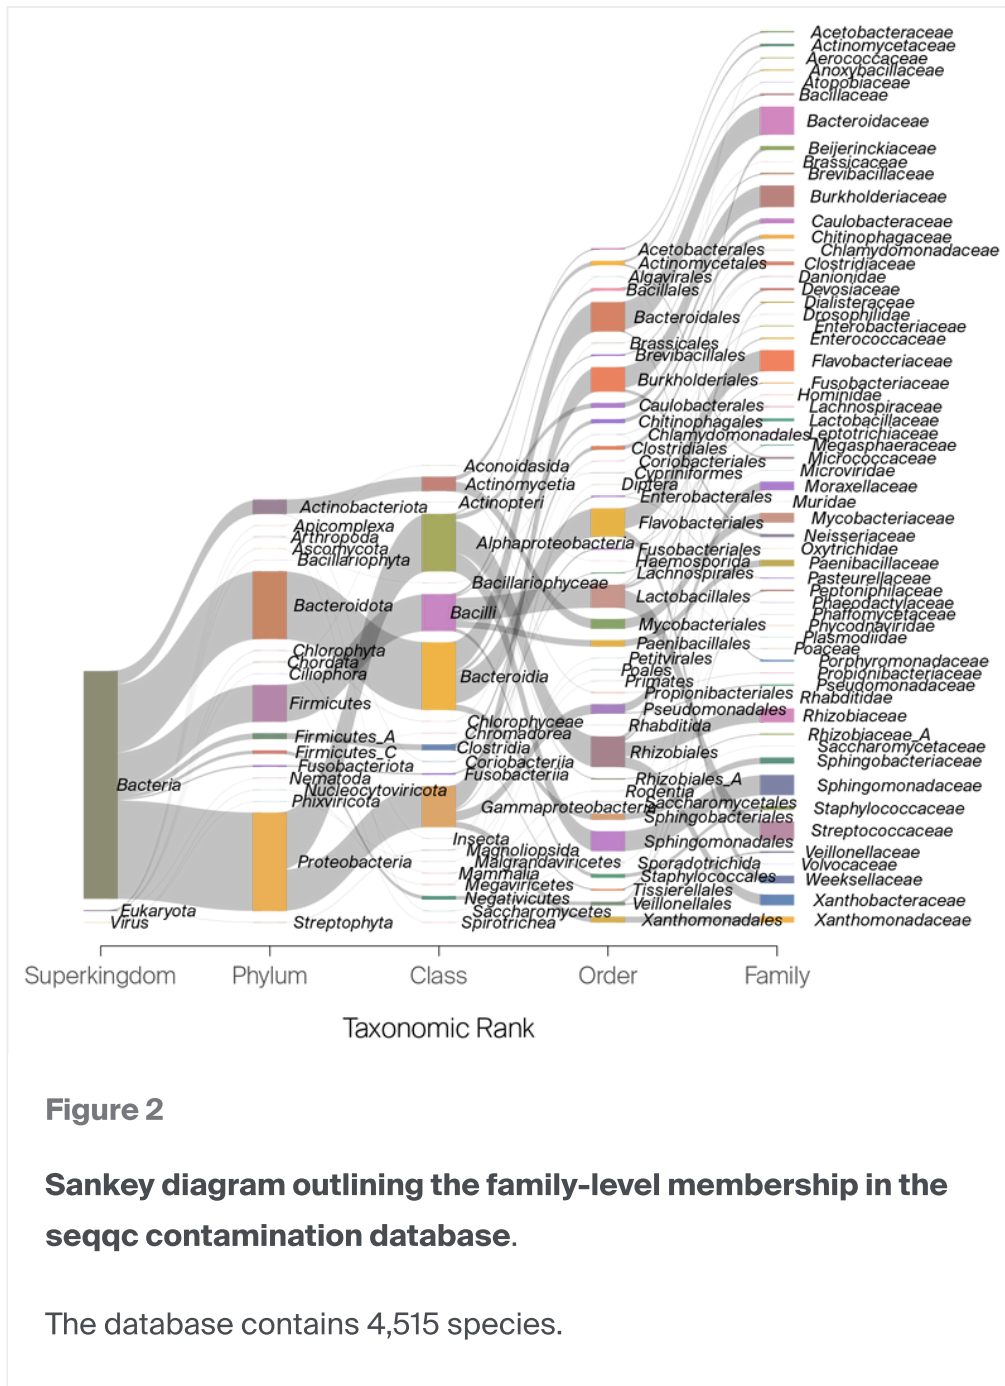 Acetobacteraceae
Actinomycetaceae
Aerococcaceae
Anoxybacillaceae
Atopobiaceae
Bacillaceae
Bacteroidaceae
Beijerinckiaceae
Brassicaceae
Brevibacillaceae
Burkholderiaceae
Caulobacteraceae
Chitinophagaceae
Chlamydomonadaceae
Clostridiaceae
Danionidae
Devosiaceae
Dialisteraceae
Drosophilidae
Enterobacteriaceae
Enterococcaceae
Flavobacteriaceae
Fusobacteriaceae
Hominidae
Lachnospiraceae
Lactobacillaceae
Leptotrichiaceae
Megasphaeraceae
Micrococcaceae
Microviridae
Moraxellaceae
Muridae
Mycobacteriaceae
Neisseriaceae
Oxytrichidae
Paenibacillaceae
Pasteurellaceae
Peptoniphilaceae
Phaeodactylaceae
Phaffomycetaceae
Phycodnaviridae
Plasmodiidae
Poaceae
Porphyromonadaceae
Propionibacteriaceae
Pseudomonadaceae
Rhabditidae
Rhizobiaceae
Rhizobiaceae_A
Saccharomycetaceae
Sphingobacteriaceae
Sphingomonadaceae
Staphylococcaceae
Streptococcaceae
Veillonellaceae
Volvocaceae
Weeksellaceae
Xanthobacteraceae
Xanthomonadaceae
Acetobacterales
Actinomycetales
Algavirales
Bacillales
Bacteroidales
Brassicales
Brevibacillales
Burkholderiales
Caulobacterales
Chitinophagales
Chlamydomonadales
Clostridiales
Coriobacteriales
Cypriniformes
Diptera
Enterobacterales
Flavobacteriales
Fusobacteriales
Haemosporida
Lachnospirales
Lactobacillales
Mycobacteriales
Paenibacillales
Petitvirales
Poales
Primates
Propionibacteriales
Pseudomonadales
Rhabditida
Rhizobiales
Rhizobiales_A
Rodentia
Saccharomycetales
Sphingobacteriales
Sphingomonadales
Sporadotrichida
Staphylococcales
Tissierellales
Veillonellales
Xanthomonadales
Aconoidasida
Actinomycetia
Actinopteri
Alphaproteobacteria
Bacillariophyceae
Bacilli
Bacteroidia
Chlorophyceae
Chromadorea
Clostridia
Coriobacteriia
Fusobacteriia
Gammaproteobacteria
Insecta
Magnoliopsida
Malgrandaviricetes
Mammalia
Megaviricetes
Negativicutes
Saccharomycetes
Spirotrichea
Actinobacteriota
Apicomplexa
Arthropoda
Ascomycota
Bacillariophyta
Bacteroidota
Chlorophyta
Chordata
Ciliophora
Firmicutes
Firmicutes_A
Firmicutes_C
Fusobacteriota
Nematoda
Nucleocytoviricota
Phixviricota
Proteobacteria
Streptophyta
Bacteria
Eukaryota
Virus
Superkingdom Phylum Class Order Family
Taxonomic Rank
Figure 2
Sankey diagram outlining the family-level membership in the
seqqc contamination database.
The database contains 4,515 species.